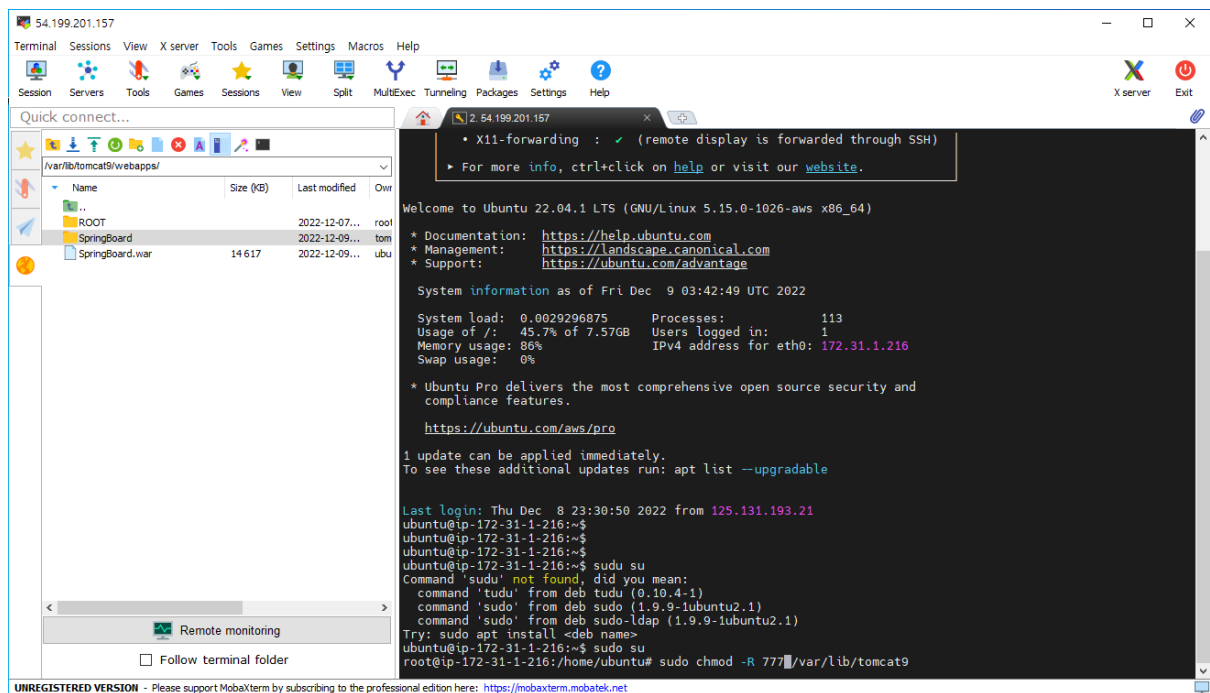 54.199.201.157
Terminal Sessions View X server Tools Games Settings Macros Help
Session Servers Tools Games Sessions View Split MultiExec Tunneling Packages Settings Help X server Exit
Quick connect...
2. 54.199.201.157
/var/lib/tomcat9/webapps/
Name Size (KB) Last modified Owr
..
ROOT 2022-12-07... root
SpringBoard 2022-12-09... tom
SpringBoard.war 14 617 2022-12-09... ubu
Remote monitoring
Follow terminal folder
• X11-forwarding : ✓ (remote display is forwarded through SSH)
► For more info, ctrl+click on help or visit our website.
Welcome to Ubuntu 22.04.1 LTS (GNU/Linux 5.15.0-1026-aws x86_64)
* Documentation: https://help.ubuntu.com
* Management: https://landscape.canonical.com
* Support: https://ubuntu.com/advantage
System information as of Fri Dec 9 03:42:49 UTC 2022
System load: 0.0029296875 Processes: 113
Usage of /: 45.7% of 7.57GB Users logged in: 1
Memory usage: 86% IPv4 address for eth0: 172.31.1.216
Swap usage: 0%
* Ubuntu Pro delivers the most comprehensive open source security and
compliance features.
https://ubuntu.com/aws/pro
1 update can be applied immediately.
To see these additional updates run: apt list --upgradable
Last login: Thu Dec 8 23:30:50 2022 from 125.131.193.21
ubuntu@ip-172-31-1-216:~$
ubuntu@ip-172-31-1-216:~$
ubuntu@ip-172-31-1-216:~$
ubuntu@ip-172-31-1-216:~$ sudu su
Command 'sudu' not found, did you mean:
command 'tudu' from deb tudu (0.10.4-1)
command 'sudo' from deb sudo (1.9.9-1ubuntu2.1)
command 'sudo' from deb sudo-ldap (1.9.9-1ubuntu2.1)
Try: sudo apt install <deb name>
ubuntu@ip-172-31-1-216:~$ sudo su
root@ip-172-31-1-216:/home/ubuntu# sudo chmod -R 777 /var/lib/tomcat9
UNREGISTERED VERSION - Please support MobaXterm by subscribing to the professional edition here: https://mobaxterm.mobatek.net